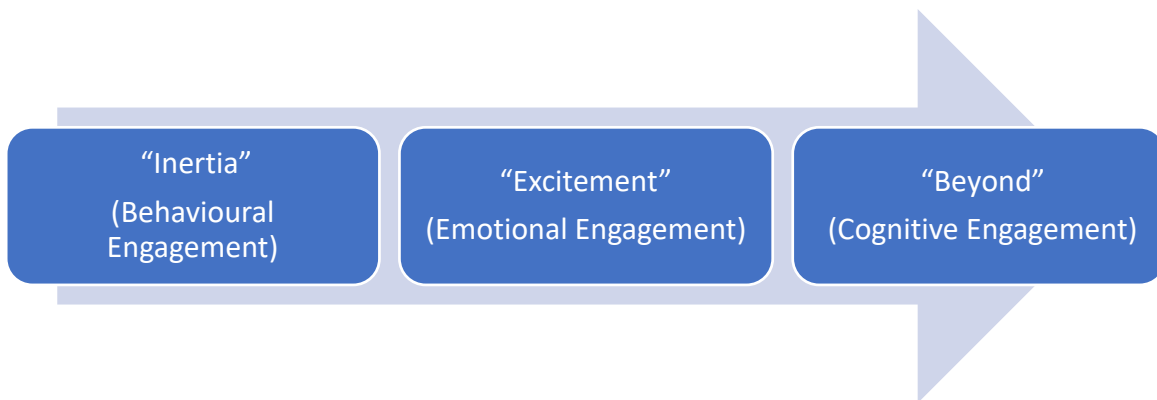 “Inertia”
(Behavioural
Engagement)
“Excitement”
(Emotional Engagement)
“Beyond”
(Cognitive Engagement)